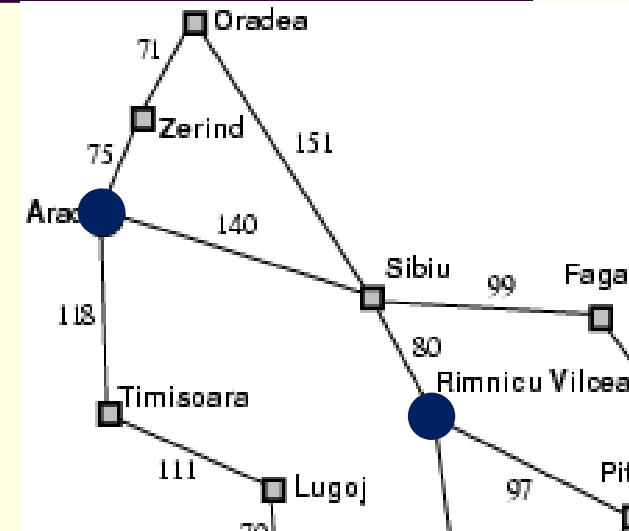 Oradea
71
Zerind
151
75
Arad
140
Sibiu
99
Faga
118
80
Rimnicu Vilcea
Timisoara
111
Lugoj
97
Pit
70